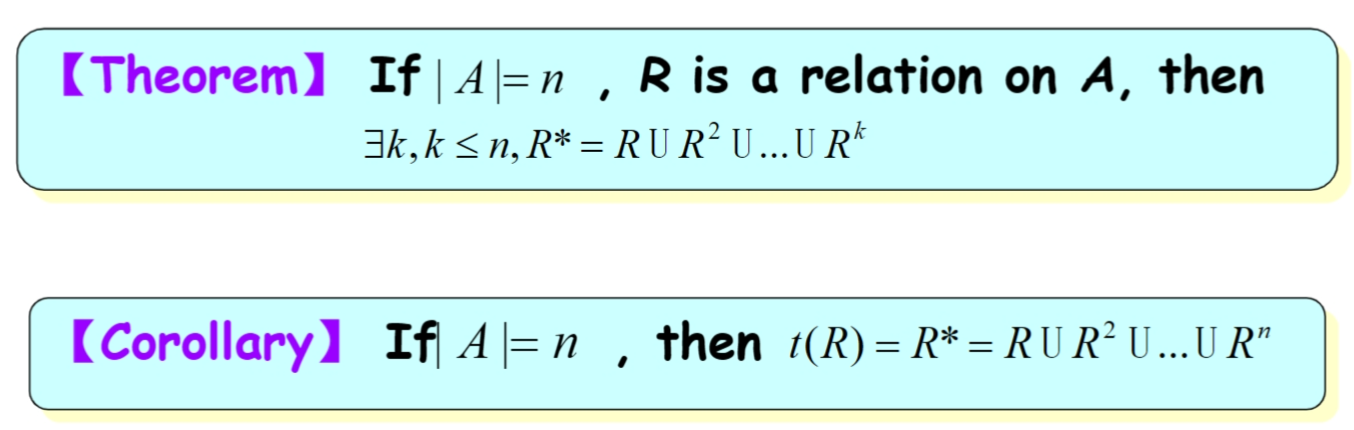 【Theorem】 If | A |= n , R is a relation on A, then
∃k, k ≤ n, R* = R U R² U ... U Rᵏ
【Corollary】 If| A |= n , then t(R) = R* = R U R² U ... U Rⁿ